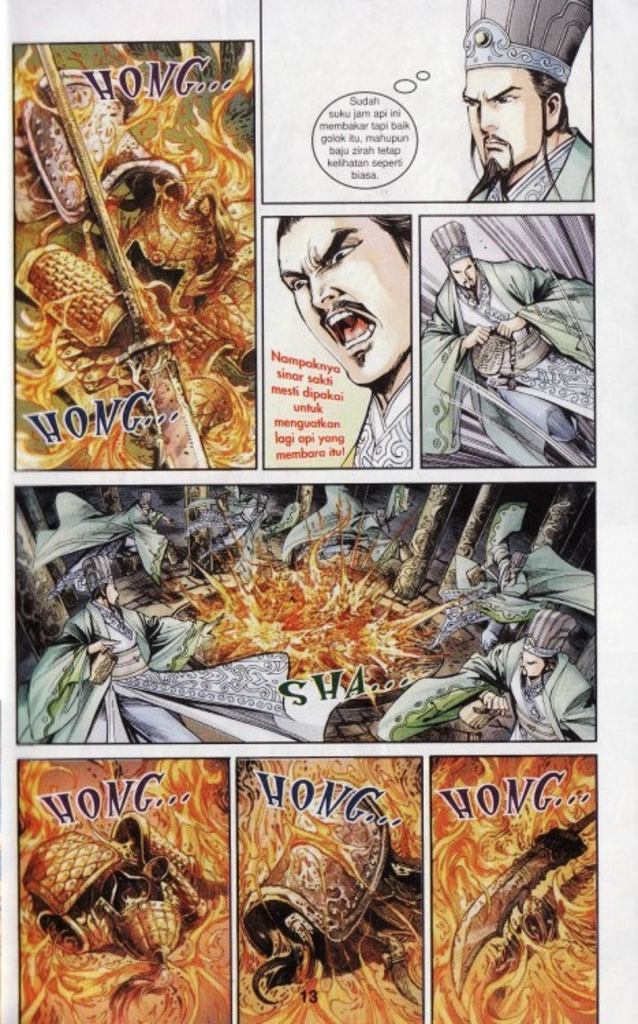 HONG...
HONG...
Sudah
suku jam api ini
membakar tapi baik
golok itu, mahupun
baju zirah tetap
kelihatan seperti
biasa.
Nampaknya
sinar sakti
mesti dipakai
untuk
menguatkan
lagi api yang
membara itu!
SHA...
HONG...
HONG...
HONG...
13